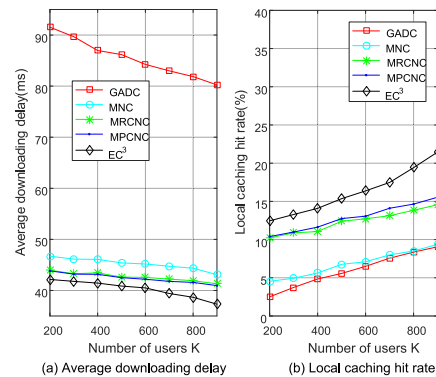 90
80
70
60
50
40
Average downloading delay(ms)
GADC
MNC
MRCNC
MPCNC
EC³
200 400 600 800
Number of users K
(a) Average downloading delay
40
35
30
25
20
15
10
5
0
Local caching hit rate(%)
GADC
MNC
MRCNC
MPCNC
EC³
200 400 600 800
Number of users K
(b) Local caching hit rate